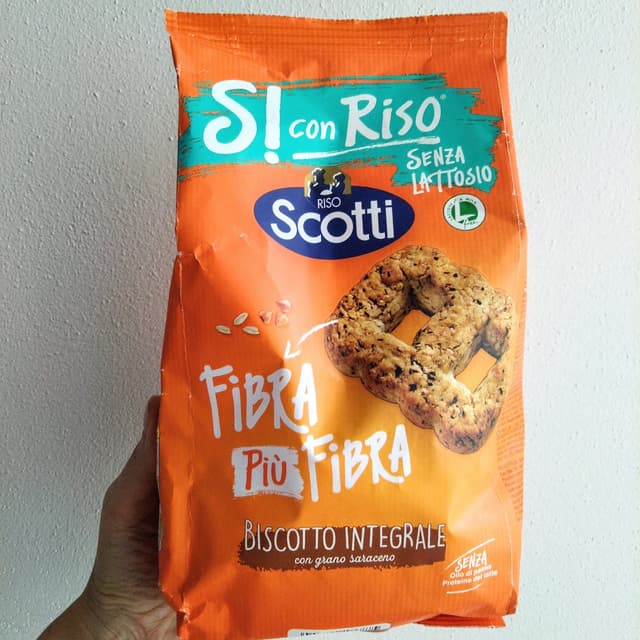 S! con Riso
SENZA
LATTOSIO
RISO
Scotti
FiBRA
Più FiBRA
BISCOTTO INTEGRALE
con grano saraceno
SENZA
Olio di palma
Proteine del latte